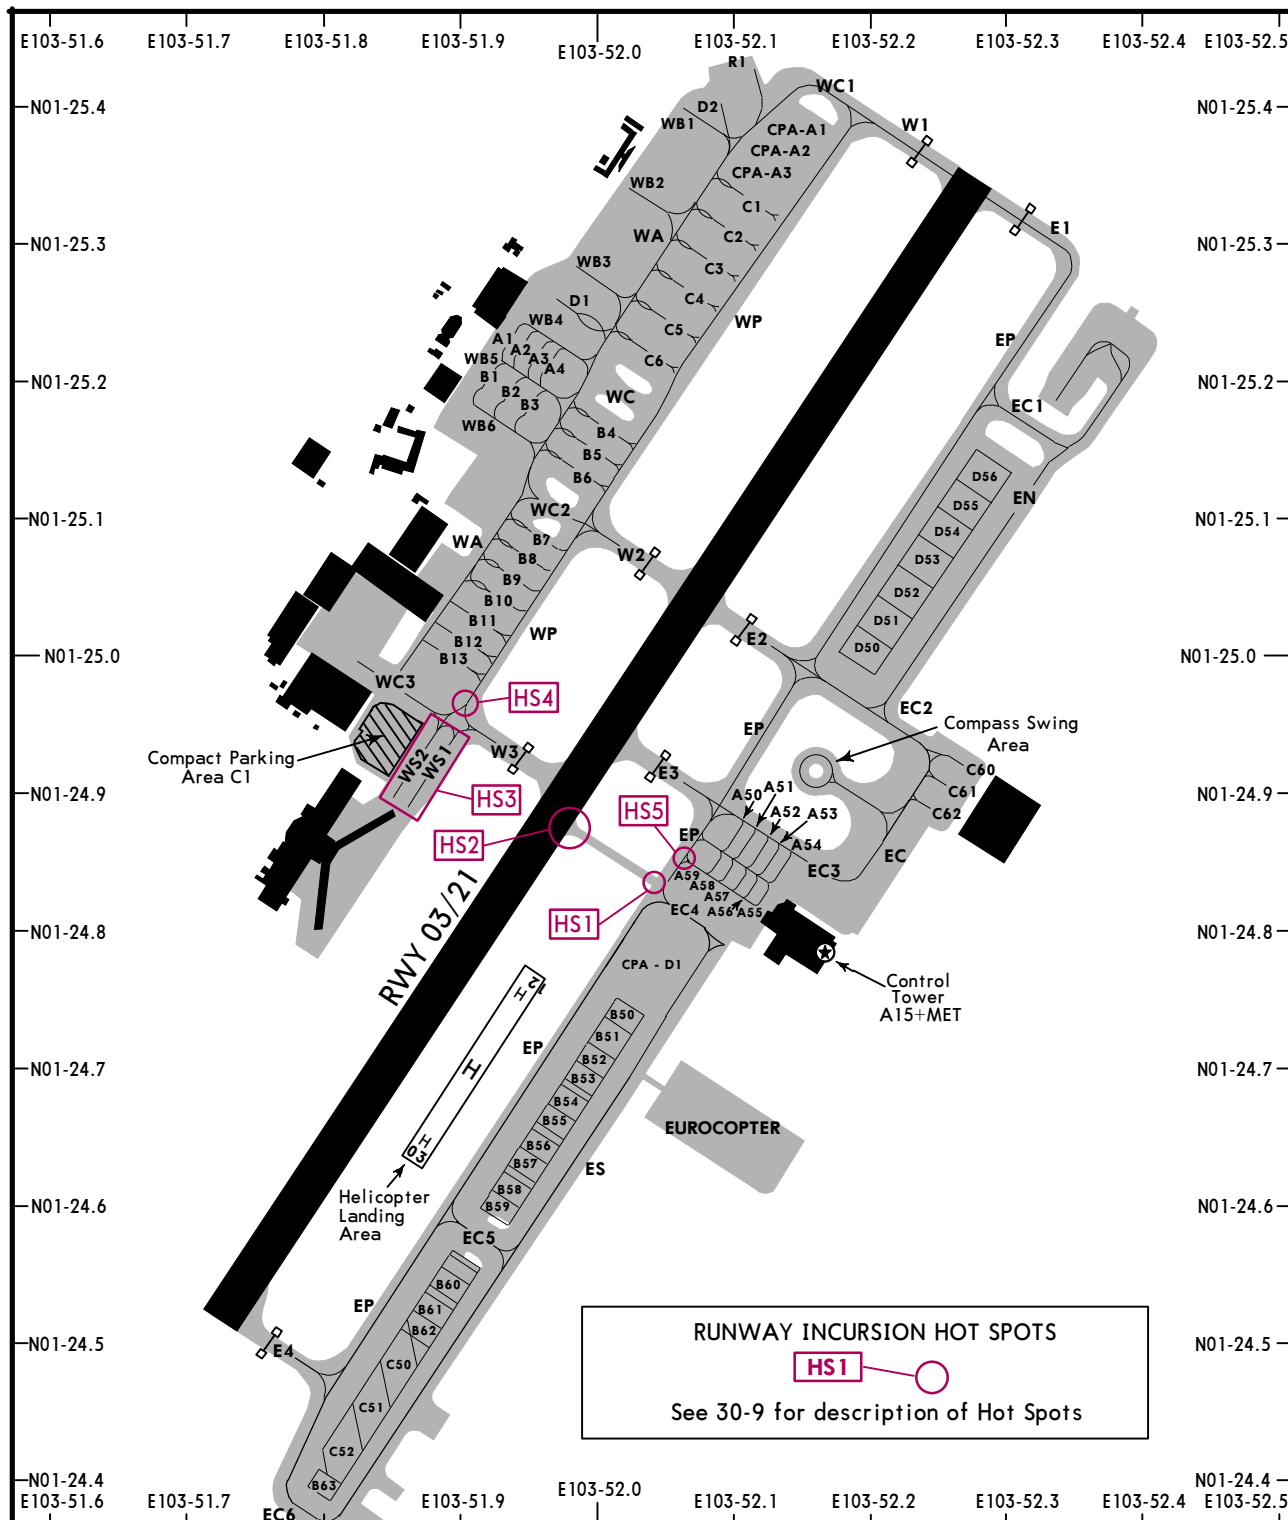 E103-51.6 E103-51.7 E103-51.8 E103-51.9 E103-52.0 E103-52.1 E103-52.2 E103-52.3 E103-52.4 E103-52.5
R1
WC1
N01-25.4 N01-25.4
D2
WB1
CPA-A1
W1
CPA-A2
CPA-A3
WB2
C1
E1
N01-25.3 WA C2 N01-25.3
WB3
C3
D1
C4
WB4
C5
WP
A1
A2
A3
A4
WB5
C6
EP
B1
N01-25.2 N01-25.2
B2
B3
WC
EC1
WB6
B4
B5
B6
D56
D55
EN
N01-25.1 WC2 N01-25.1
D54
WA
B7
B8
W2
D53
B9
D52
B10
B11
D51
B12
WP
E2
D50
N01-25.0 B13 N01-25.0
WC3
HS4
EC2
Compass Swing
Area
EP
Compact Parking
Area C1
WS2
WS1
W3
E3
C60
C61
C62
N01-24.9 HS3 N01-24.9
A50
A51
A52
A53
A54
HS5
EP
HS2
EC3
EC
A59
A58
A57
A56
A55
HS1
EC4
N01-24.8 N01-24.8
RWY 03/21
CPA - D1
Control
Tower
A15+MET
12
H
B50
B51
EP
B52
N01-24.7 H B53 N01-24.7
B54
B55
EUROCOPTER
H
03
B56
B57
ES
B58
Helicopter
Landing
Area
B59
N01-24.6 N01-24.6
EC5
B60
EP
B61
B62
RUNWAY INCURSION HOT SPOTS
N01-24.5 E4 N01-24.5
C50
HS1
C51
See 30-9 for description of Hot Spots
C52
N01-24.4 B63 N01-24.4
E103-51.6 E103-51.7 E103-51.8 E103-51.9 E103-52.0 E103-52.1 E103-52.2 E103-52.3 E103-52.4 E103-52.5
EC6